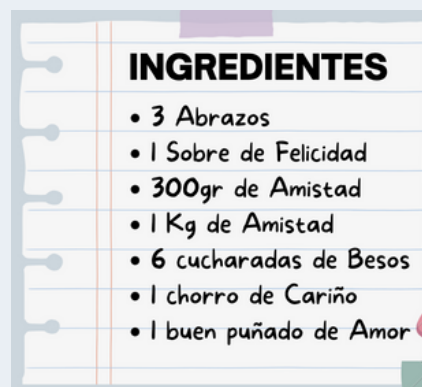 INGREDIENTES
• 3 Abrazos
• 1 Sobre de Felicidad
• 300gr de Amistad
• 1 Kg de Amistad
• 6 cucharadas de Besos
• 1 chorro de Cariño
• 1 buen puñado de Amor